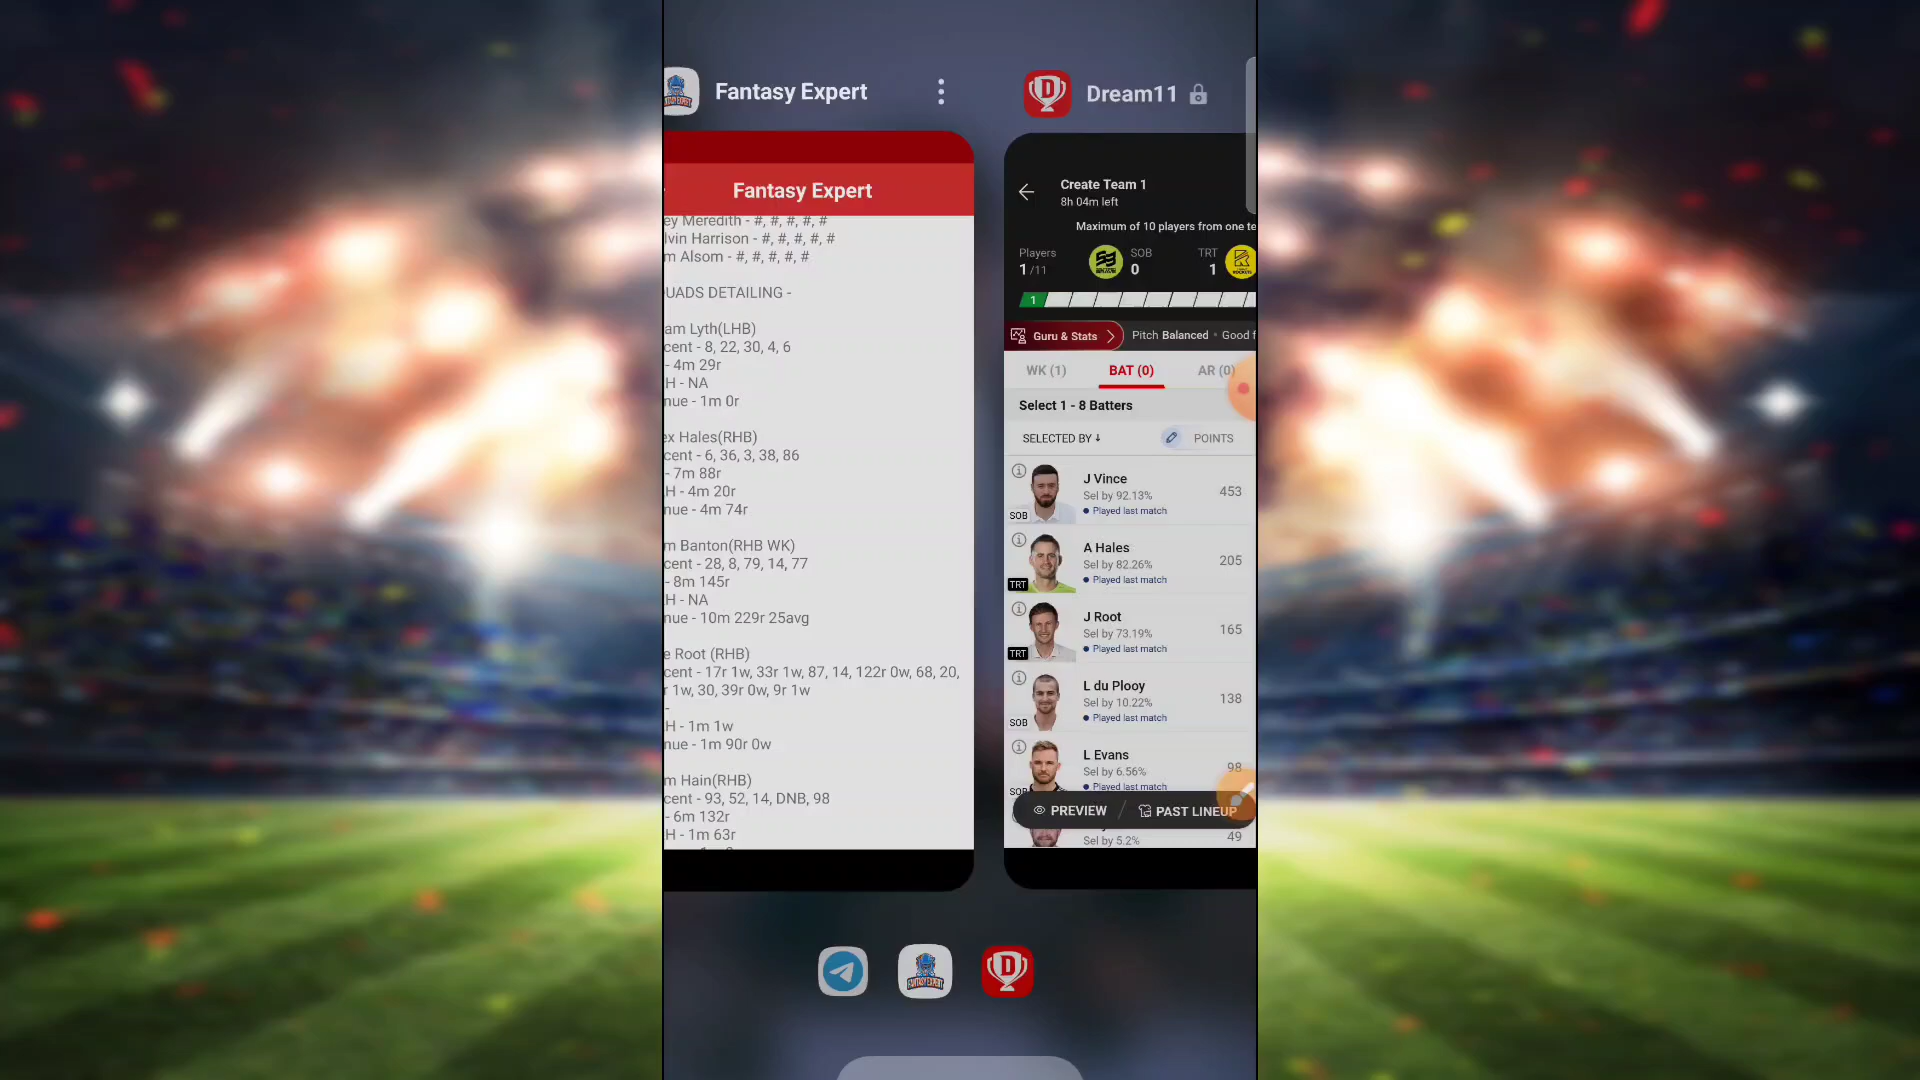 Fantasy Expert
Fantasy Expert
ey Meredith - #, #, #, #, #
lvin Harrison - #, #, #, #, #
m Alsom - #, #, #, #, #
UADS DETAILING -
am Lyth(LHB)
cent - 8, 22, 30, 4, 6
- 4m 29r
H - NA
nue - 1m 0r
ex Hales(RHB)
cent - 6, 36, 3, 38, 86
- 7m 88r
H - 4m 20r
nue - 4m 74r
m Banton(RHB WK)
cent - 28, 8, 79, 14, 77
- 8m 145r
H - NA
nue - 10m 229r 25avg
e Root (RHB)
cent - 17r 1w, 33r 1w, 87, 14, 122r 0w, 68, 20,
r 1w, 30, 39r 0w, 9r 1w
-
H - 1m 1w
nue - 1m 90r 0w
m Hain(RHB)
cent - 93, 52, 14, DNB, 98
- 6m 132r
H - 1m 63r
Dream11
Create Team 1
8h 04m left
Maximum of 10 players from one te
Players
1 /11
SOB
0
TRT
1
1
Guru & Stats
Pitch Balanced • Good f
WK (1) BAT (0) AR (0)
Select 1 - 8 Batters
SELECTED BY ↓ POINTS
J Vince
Sel by 92.13% 453
Played last match
SOB
A Hales
Sel by 82.26% 205
Played last match
TRT
J Root
Sel by 73.19% 165
Played last match
TRT
L du Plooy
Sel by 10.22% 138
Played last match
SOB
L Evans
Sel by 6.56% 98
Played last match
SOB
PREVIEW / PAST LINEUP
Sel by 5.2% 49
FANTASY EXPERT